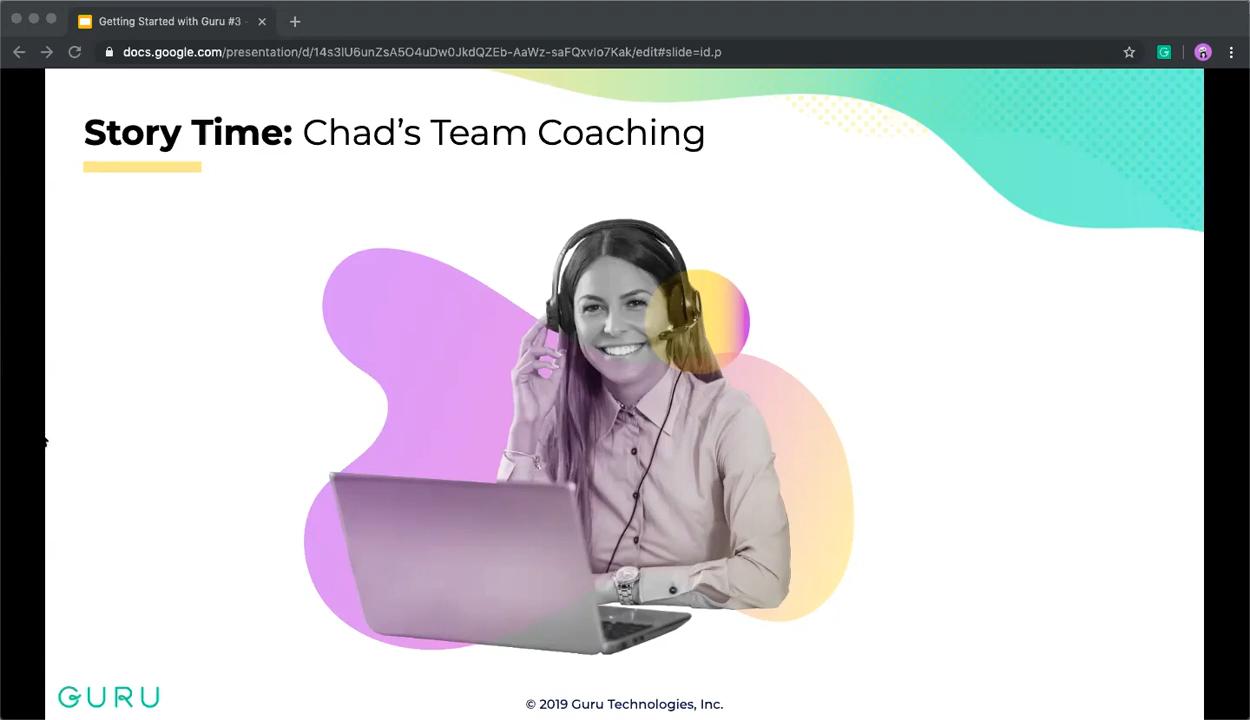 Getting Started with Guru #3 -
docs.google.com/presentation/d/14s3lU6unZsA5O4uDw0JkdQZEb-AaWz-saFQxvIo7Kak/edit#slide=id.p
Story Time: Chad’s Team Coaching
GURU
© 2019 Guru Technologies, Inc.